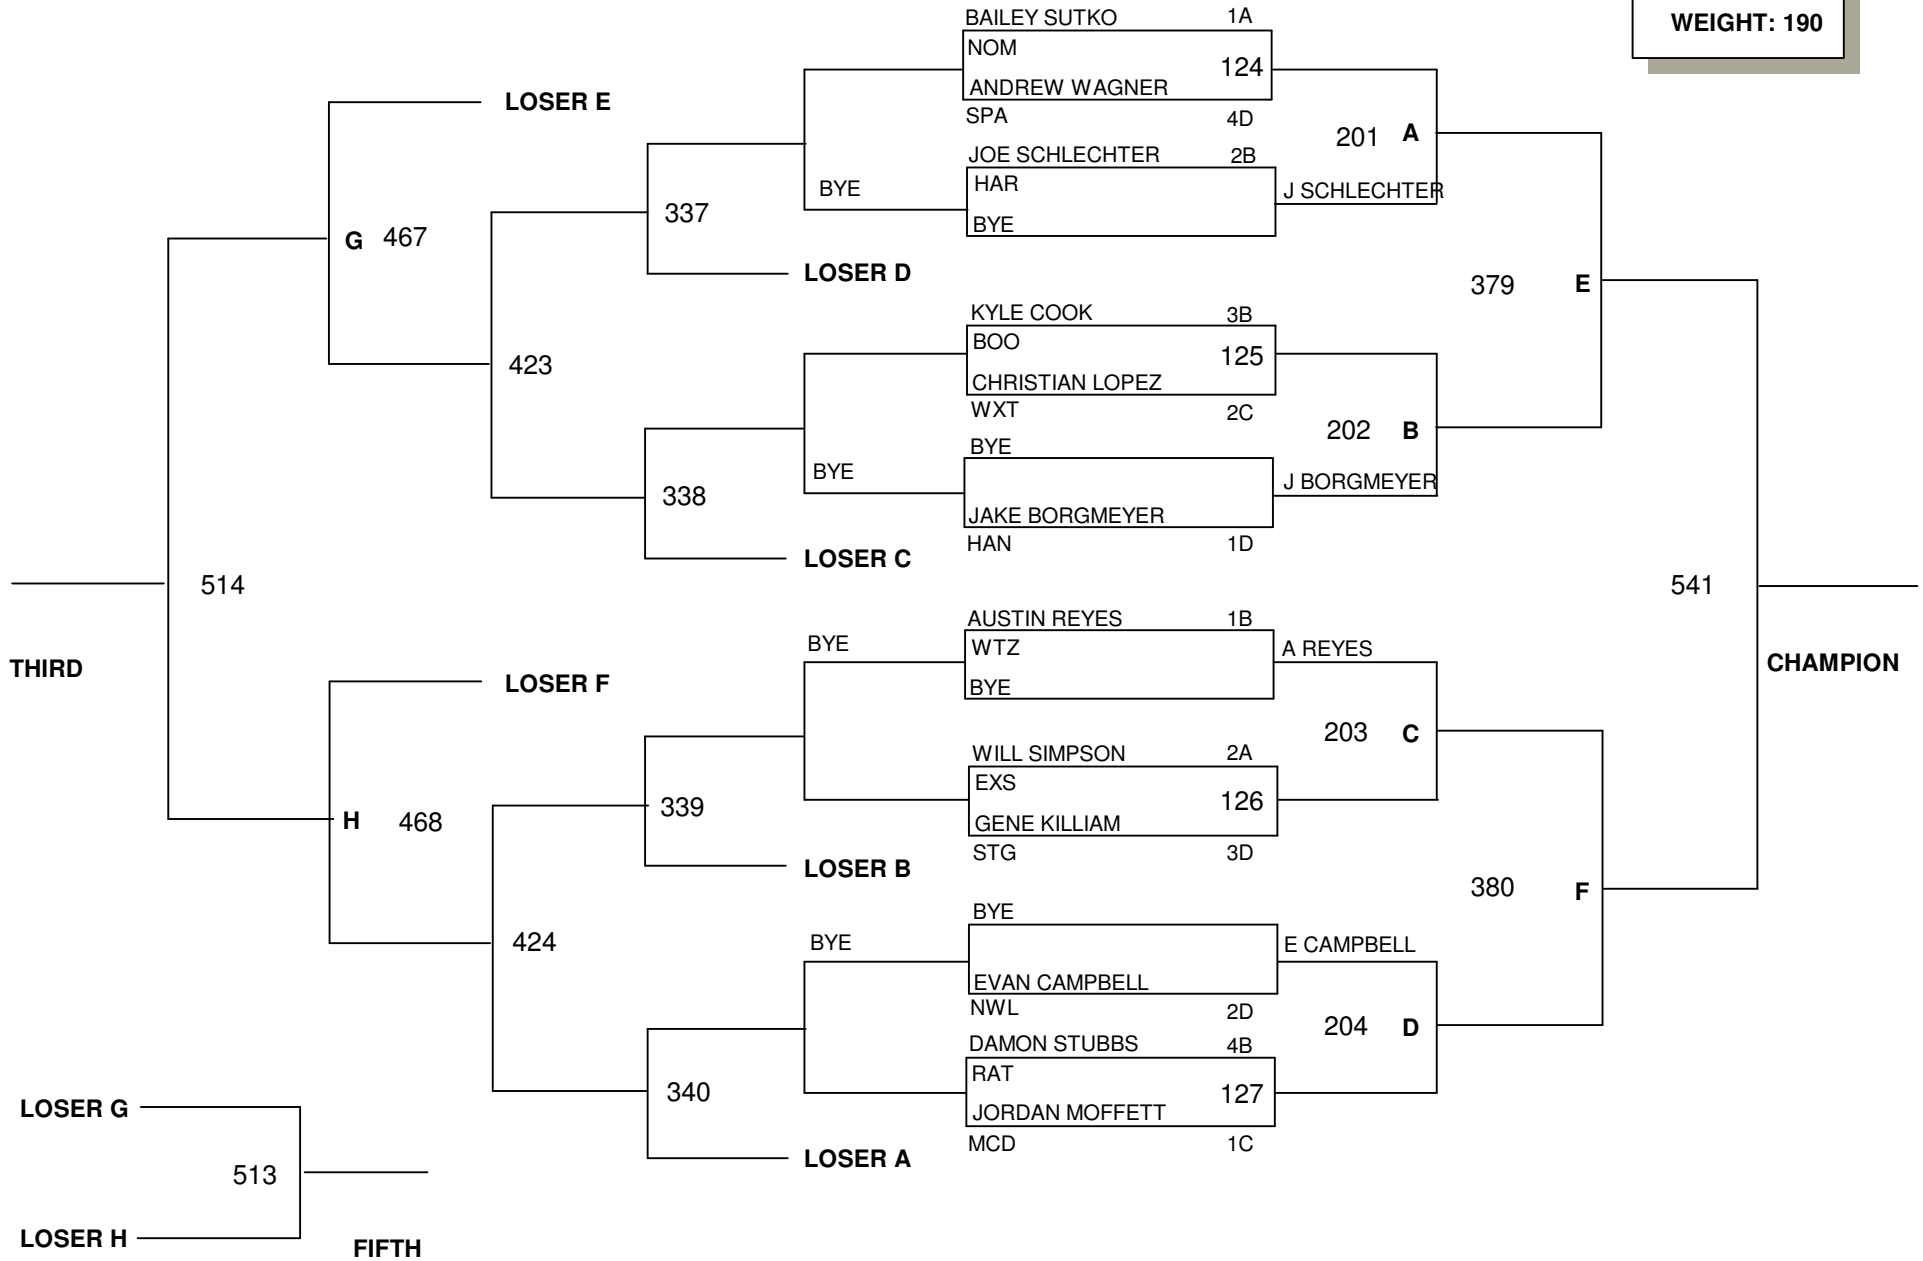 WEIGHT: 190
BAILEY SUTKO 1A
NOM
124
ANDREW WAGNER
SPA 4D
LOSER E
201 A
JOE SCHLECHTER 2B
BYE
HAR
J SCHLECHTER
BYE
337
G 467
LOSER D
379 E
KYLE COOK 3B
BOO
125
CHRISTIAN LOPEZ
WXT 2C
423
202 B
BYE
BYE
J BORGMEYER
338
JAKE BORGMEYER
HAN 1D
LOSER C
514
541
AUSTIN REYES 1B
BYE
WTZ
A REYES
BYE
THIRD
CHAMPION
LOSER F
203 C
WILL SIMPSON 2A
EXS
126
339
H 468
GENE KILLIAM
STG 3D
LOSER B
380 F
BYE
BYE
E CAMPBELL
424
EVAN CAMPBELL
NWL 2D
204 D
DAMON STUBBS 4B
RAT
127
340
JORDAN MOFFETT
MCD 1C
LOSER A
LOSER G
513
LOSER H
FIFTH